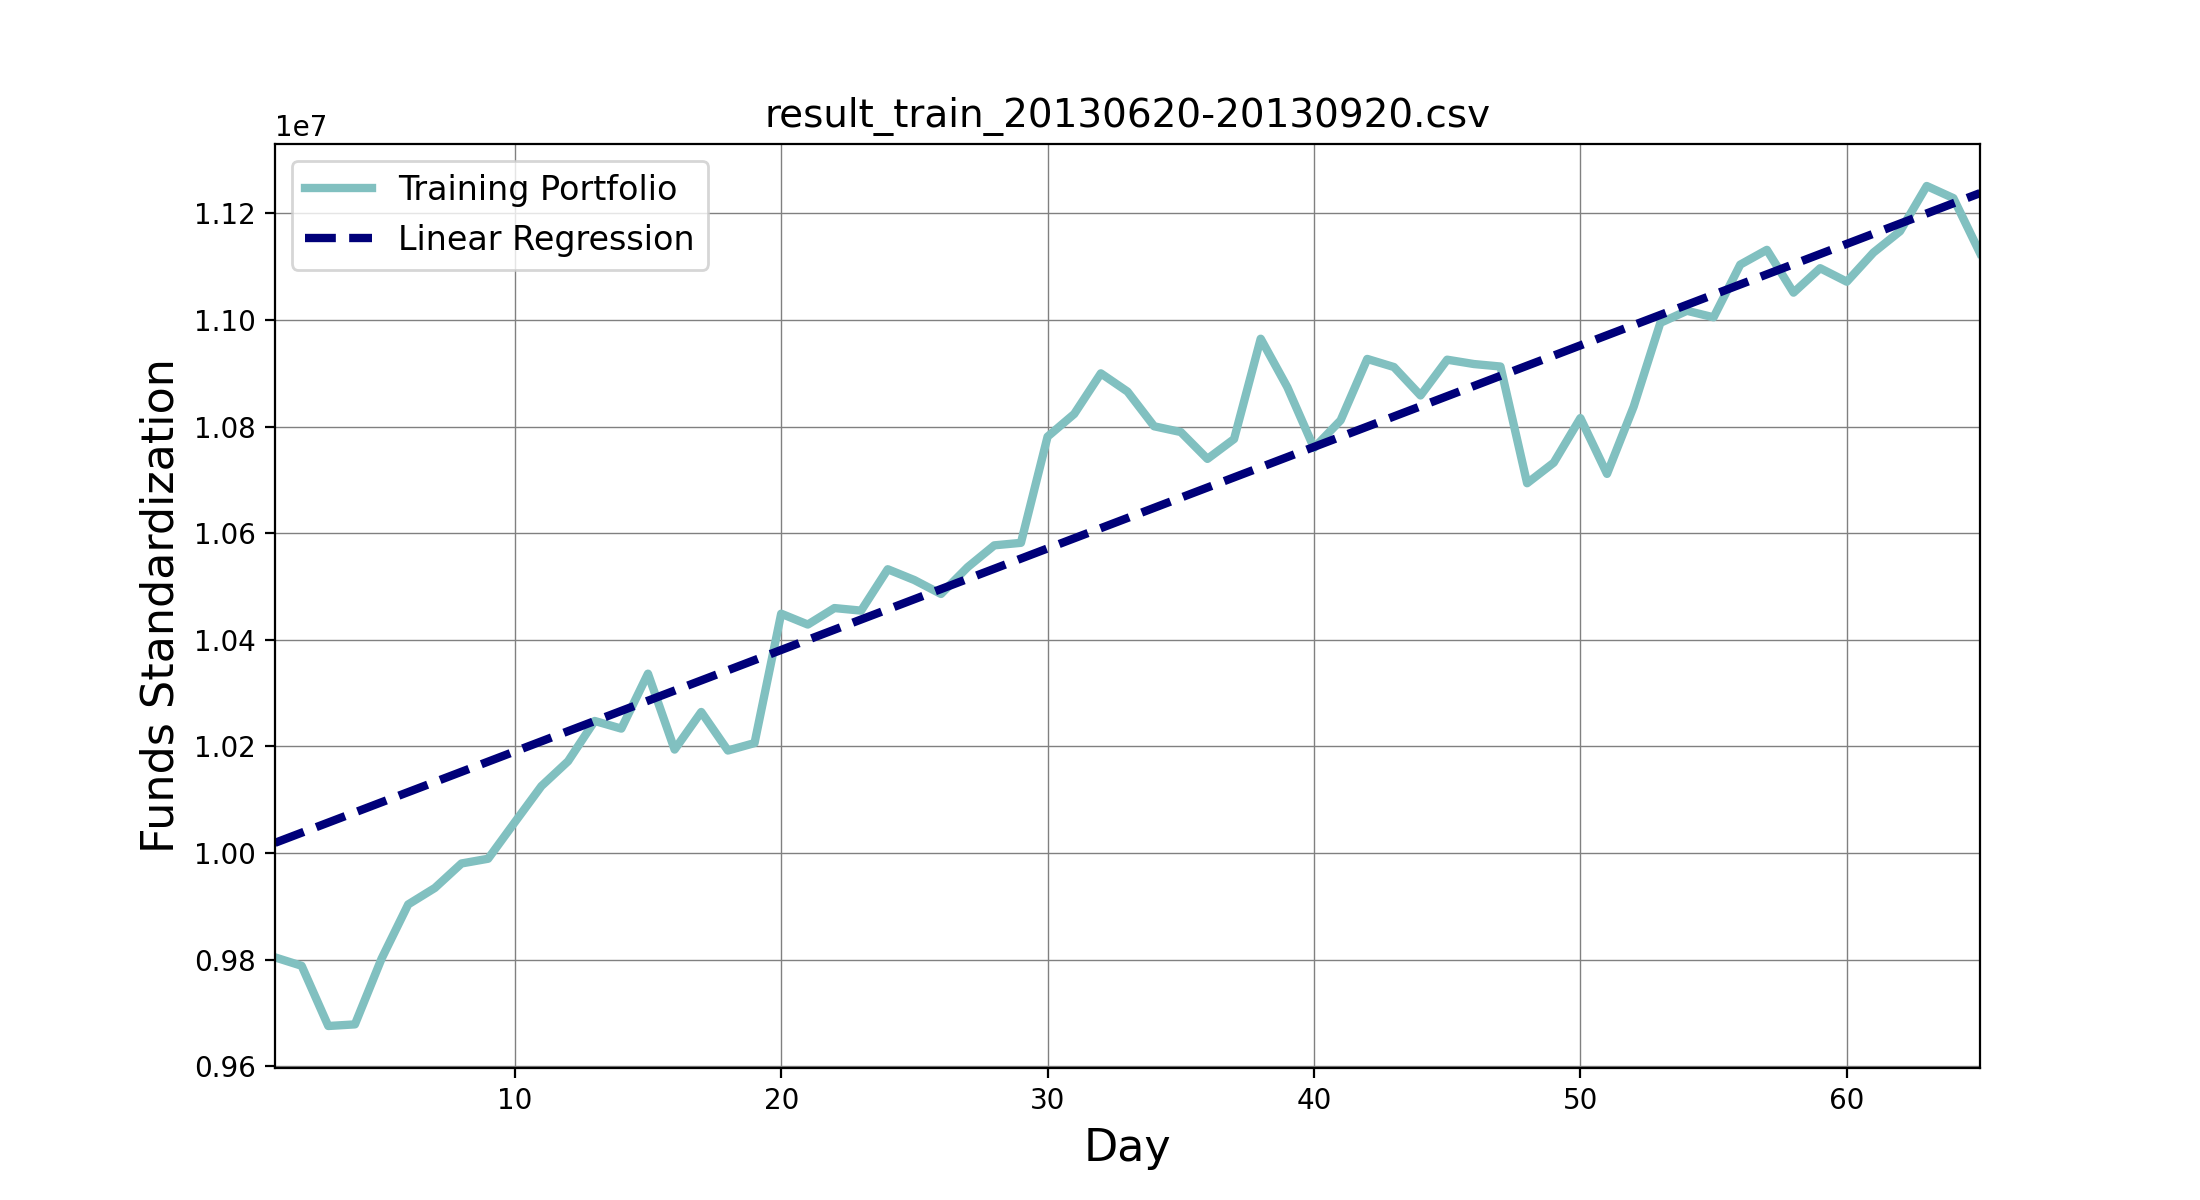 result_train_20130620-20130920.csv
1e7
Training Portfolio
Linear Regression
1.12
1.10
1.08
1.06
1.04
1.02
1.00
0.98
0.96
Funds Standardization
10 20 30 40 50 60
Day